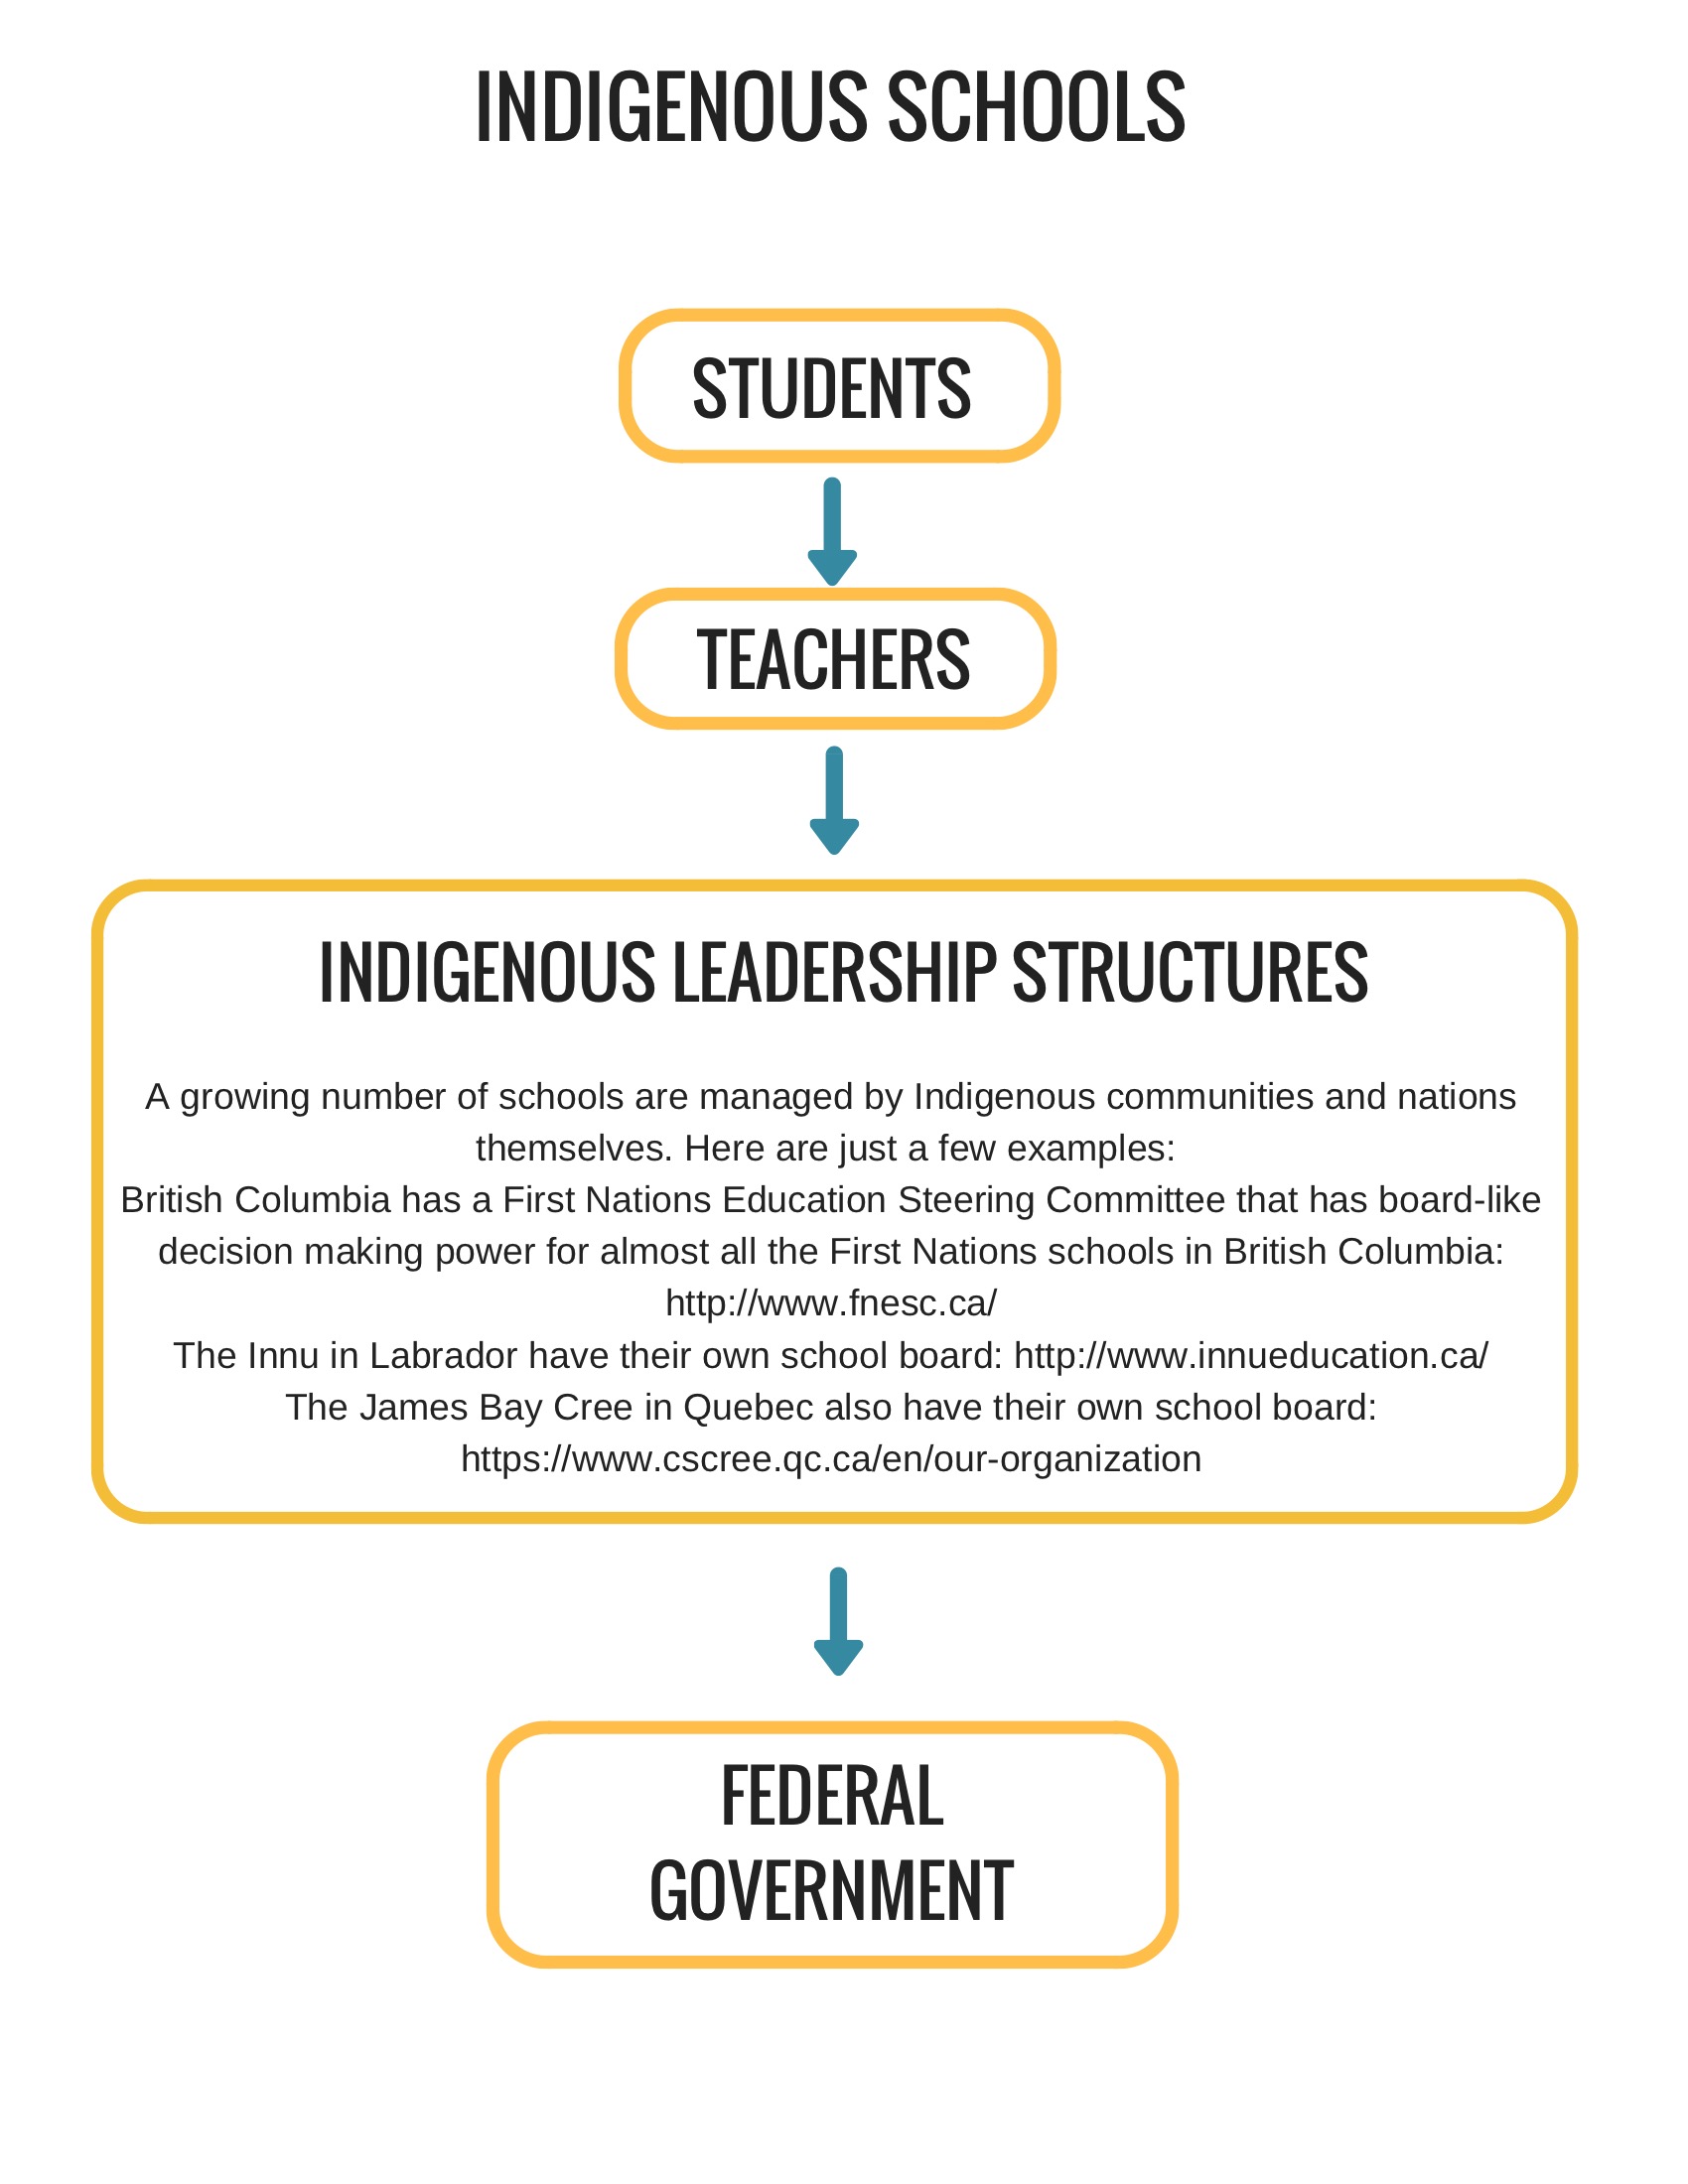 INDIGENOUS SCHOOLS
STUDENTS
TEACHERS
INDIGENOUS LEADERSHIP STRUCTURES
A growing number of schools are managed by Indigenous communities and nations
themselves. Here are just a few examples:
British Columbia has a First Nations Education Steering Committee that has board-like
decision making power for almost all the First Nations schools in British Columbia:
http://www.fnesc.ca/
The Innu in Labrador have their own school board: http://www.innueducation.ca/
The James Bay Cree in Quebec also have their own school board:
https://www.cscree.qc.ca/en/our-organization
FEDERAL
GOVERNMENT